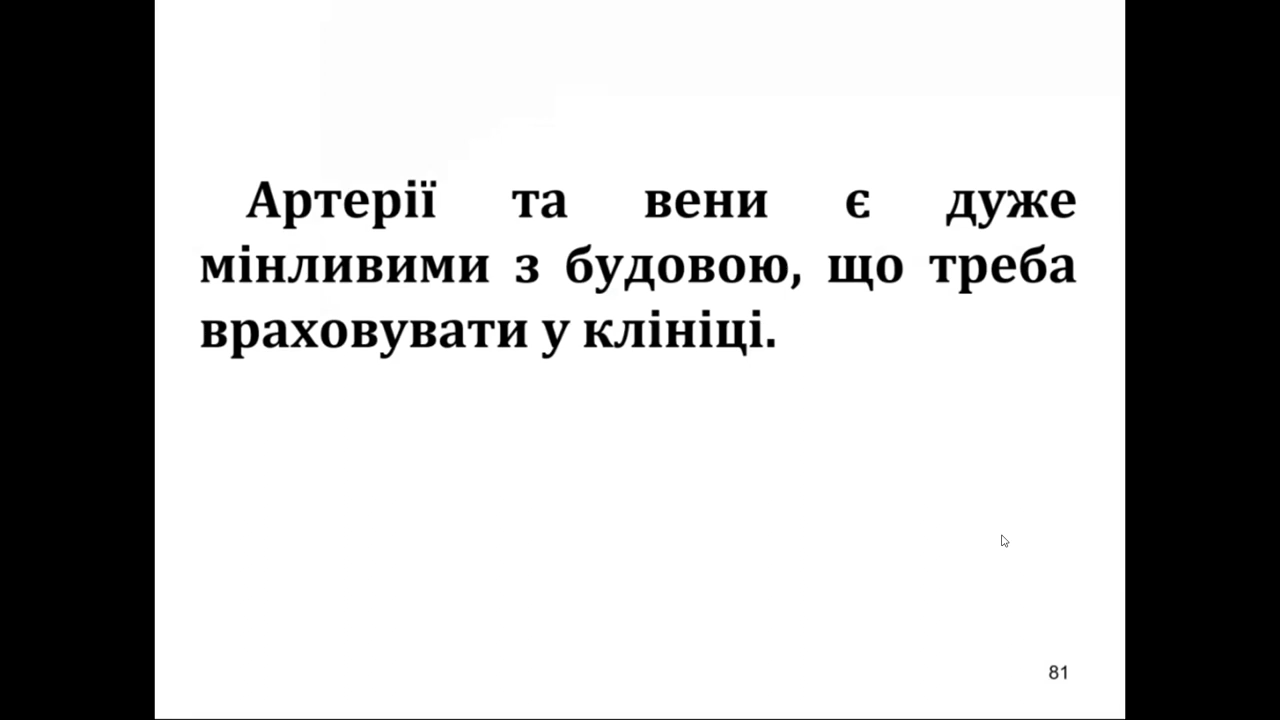 Артерії та вени є дуже
мінливими з будовою, що треба
враховувати у клініці.
81